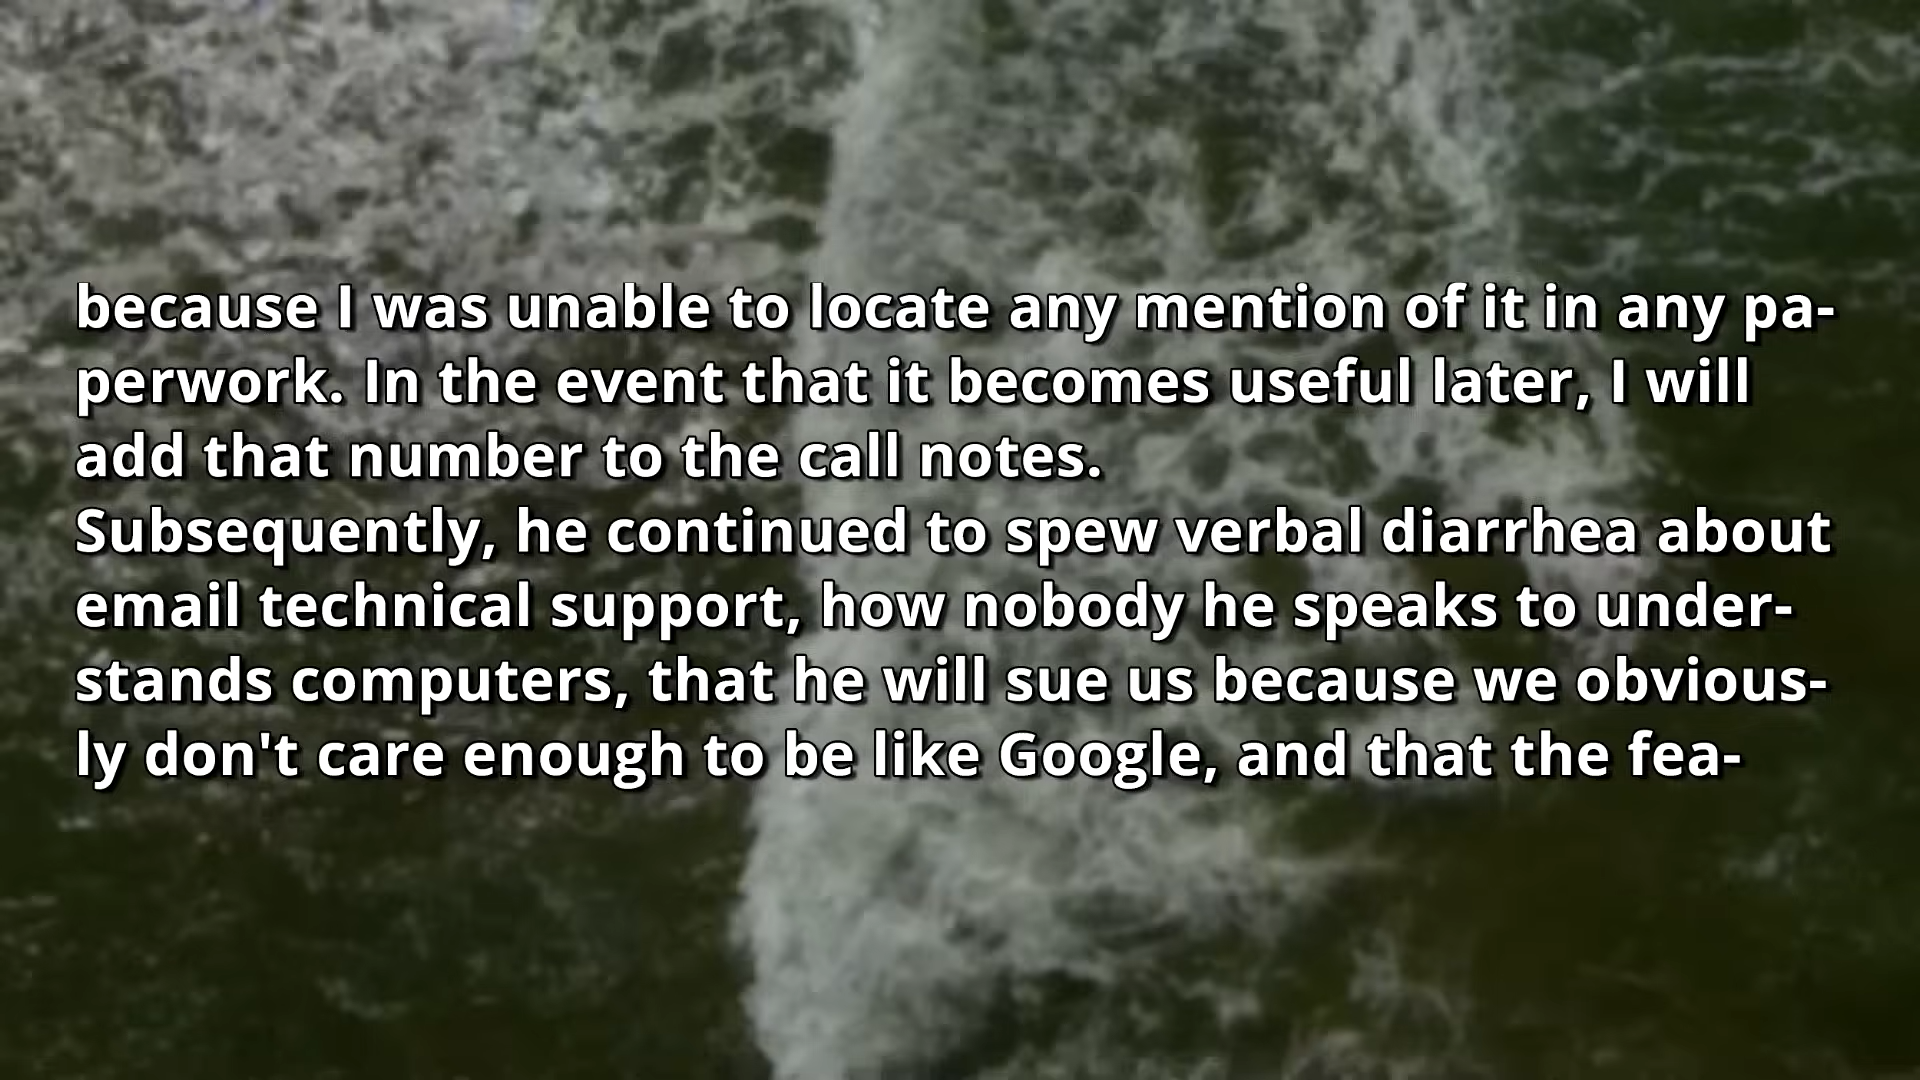 because I was unable to locate any mention of it in any pa-
perwork. In the event that it becomes useful later, I will
add that number to the call notes.
Subsequently, he continued to spew verbal diarrhea about
email technical support, how nobody he speaks to under-
stands computers, that he will sue us because we obvious-
ly don't care enough to be like Google, and that the fea-